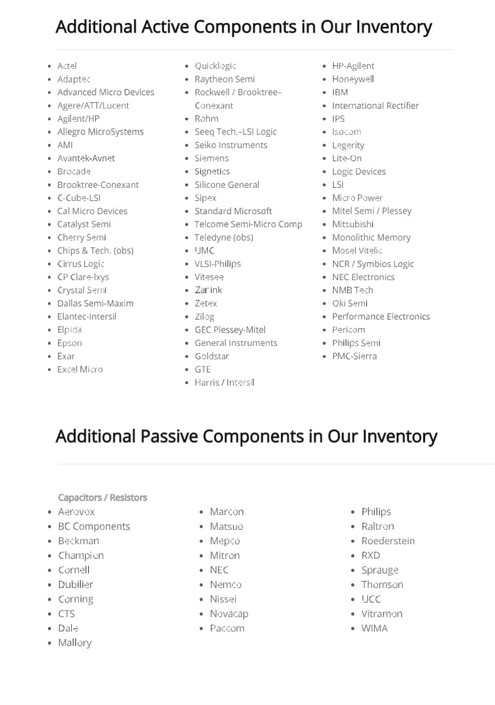 Additional Active Components in Our Inventory
Actel
Adaptec
Advanced Micro Devices
Agere/ATT/Lucent
Agilent/HP
Allegro MicroSystems
AMI
Avantek-Avnet
Brocade
Brooktree-Conexant
C-Cube-LSI
Cal Micro Devices
Catalyst Semi
Cherry Semi
Chips & Tech. (obs)
Cirrus Logic
CP Clare-Ixys
Crystal Semi
Dallas Semi-Maxim
Elantec-Intersil
Elpida
Epson
Exar
Excel Micro
Quicklogic
Raytheon Semi
Rockwell / Brooktree–
Conexant
Rohm
Seeq Tech.–LSI Logic
Seiko Instruments
Siemens
Signetics
Silicone General
Sipex
Standard Microsoft
Telcome Semi-Micro Comp
Teledyne (obs)
UMC
VLSI-Philips
Vitesee
Zarlink
Zetex
Zilog
GEC Plessey-Mitel
General Instruments
Goldstar
GTE
Harris / Intersil
HP-Agilent
Honeywell
IBM
International Rectifier
IPS
Isocom
Legerity
Lite-On
Logic Devices
LSI
Micro Power
Mitel Semi / Plessey
Mitsubishi
Monolithic Memory
Mosel Vitelic
NCR / Symbios Logic
NEC Electronics
NMB Tech
Oki Semi
Performance Electronics
Pericom
Philips Semi
PMC-Sierra
Additional Passive Components in Our Inventory
Capacitors / Resistors
Aerovox
BC Components
Beckman
Champion
Cornell
Dubilier
Corning
CTS
Dale
Mallory
Marcon
Matsuo
Mepco
Mitron
NEC
Nemco
Nissei
Novacap
Paccom
Philips
Raltron
Roederstein
RXD
Sprauge
Thomson
UCC
Vitramon
WIMA